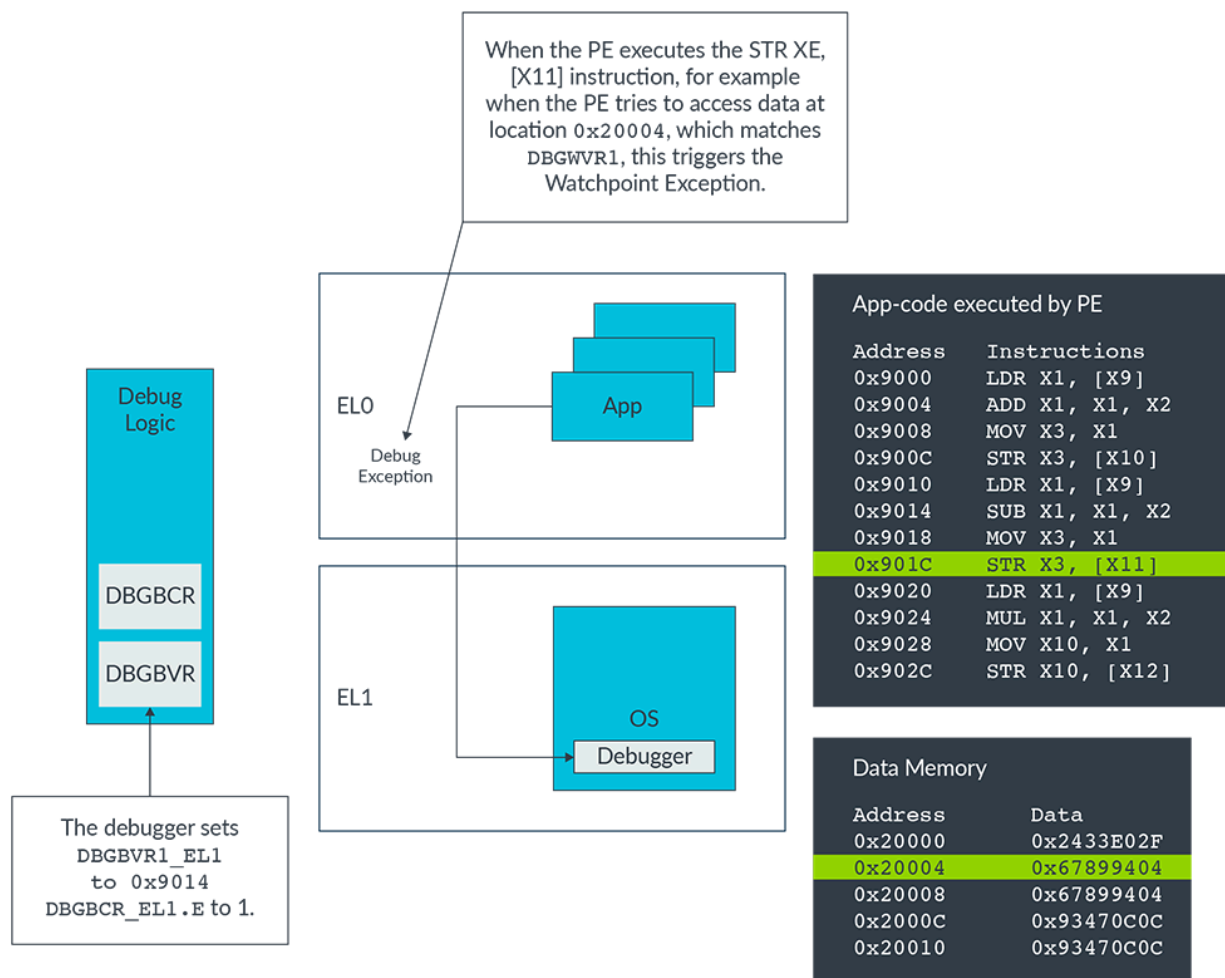 When the PE executes the STR XE,
[X11] instruction, for example
when the PE tries to access data at
location 0x20004, which matches
DBGWVR1, this triggers the
Watchpoint Exception.
Debug
Logic
DBGBCR
DBGBVR
The debugger sets
DBGBVR1_EL1
to 0x9014
DBGBCR_EL1.E to 1.
EL0
App
Debug
Exception
EL1
OS
Debugger
App-code executed by PE
Address Instructions
0x9000 LDR X1, [X9]
0x9004 ADD X1, X1, X2
0x9008 MOV X3, X1
0x900C STR X3, [X10]
0x9010 LDR X1, [X9]
0x9014 SUB X1, X1, X2
0x9018 MOV X3, X1
0x901C STR X3, [X11]
0x9020 LDR X1, [X9]
0x9024 MUL X1, X1, X2
0x9028 MOV X10, X1
0x902C STR X10, [X12]
Data Memory
Address Data
0x20000 0x2433E02F
0x20004 0x67899404
0x20008 0x67899404
0x2000C 0x93470C0C
0x20010 0x93470C0C